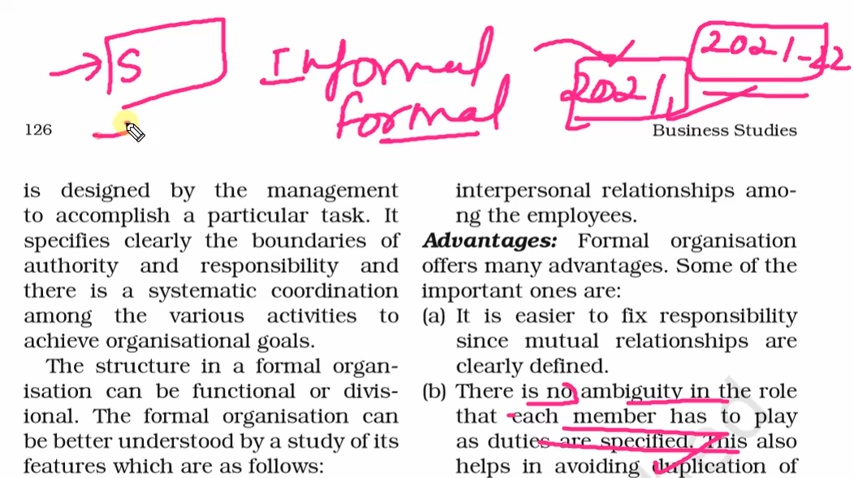 S
Informal
formal
2021
2021-22
126
Business Studies
is designed by the management
to accomplish a particular task. It
specifies clearly the boundaries of
authority and responsibility and
there is a systematic coordination
among the various activities to
achieve organisational goals.
The structure in a formal organ-
isation can be functional or divis-
ional. The formal organisation can
be better understood by a study of its
features which are as follows:
interpersonal relationships amo-
ng the employees.
Advantages: Formal organisation
offers many advantages. Some of the
important ones are:
(a) It is easier to fix responsibility
since mutual relationships are
clearly defined.
(b) There is no ambiguity in the role
that each member has to play
as duties are specified. This also
helps in avoiding duplication of